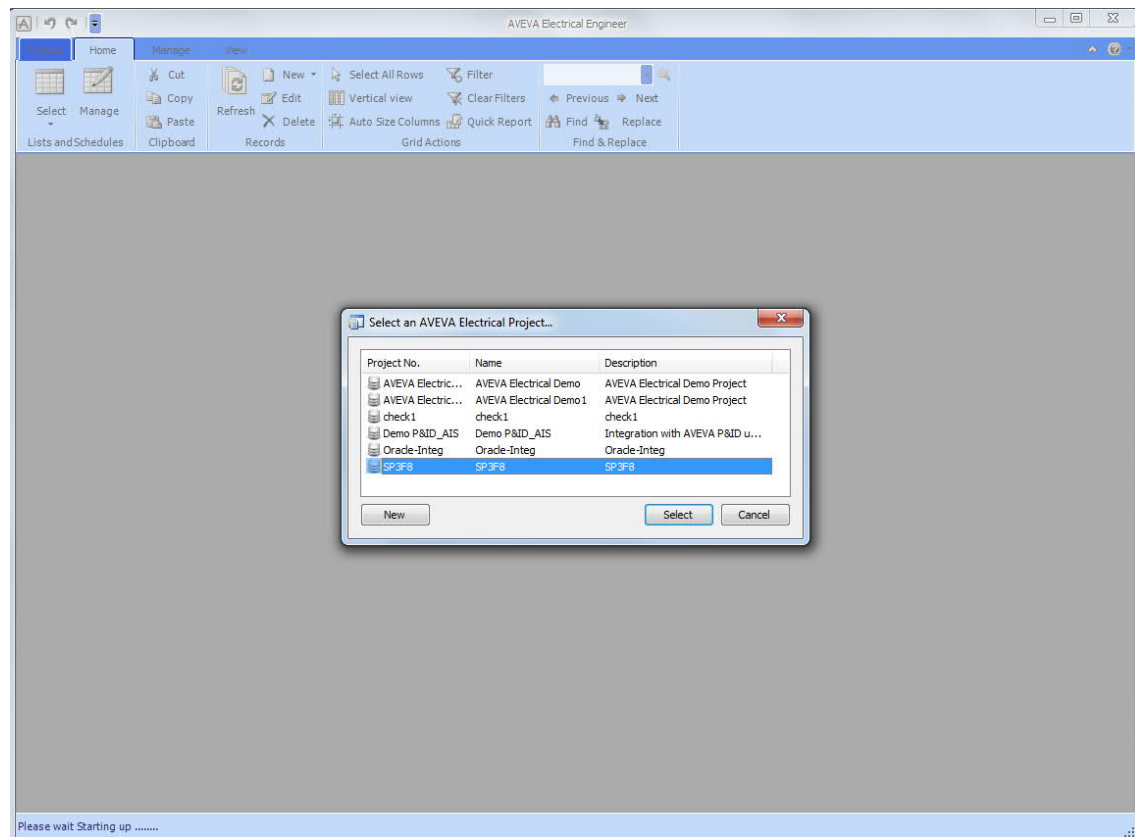 AVEVA Electrical Engineer
Home Manage View
Select Manage
Lists and Schedules
Cut
Copy
Paste
Clipboard
Refresh
New
Edit
Delete
Records
Select All Rows Filter
Vertical view Clear Filters
Auto Size Columns Quick Report
Grid Actions
Previous Next
Find Replace
Find & Replace
Select an AVEVA Electrical Project...
Project No. Name Description
AVEVA Electric... AVEVA Electrical Demo AVEVA Electrical Demo Project
AVEVA Electric... AVEVA Electrical Demo1 AVEVA Electrical Demo Project
check1 check1 check1
Demo P&ID_AIS Demo P&ID_AIS Integration with AVEVA P&ID u...
Oracle-Integ Oracle-Integ Oracle-Integ
SP3F8 SP3F8 SP3F8
New Select Cancel
Please wait Starting up ........